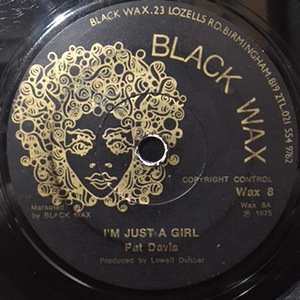 BLACK WAX.23 LOZELLS RD.BIRMINGHAM.B19 2TL.021 554 9762
BLACK WAX
COPYRIGHT CONTROL
Wax 8
Marketed
by BLACK WAX
Wax 8A
℗ 1975
I'M JUST A GIRL
Pat Davis
Produced by Lowell Dunbar